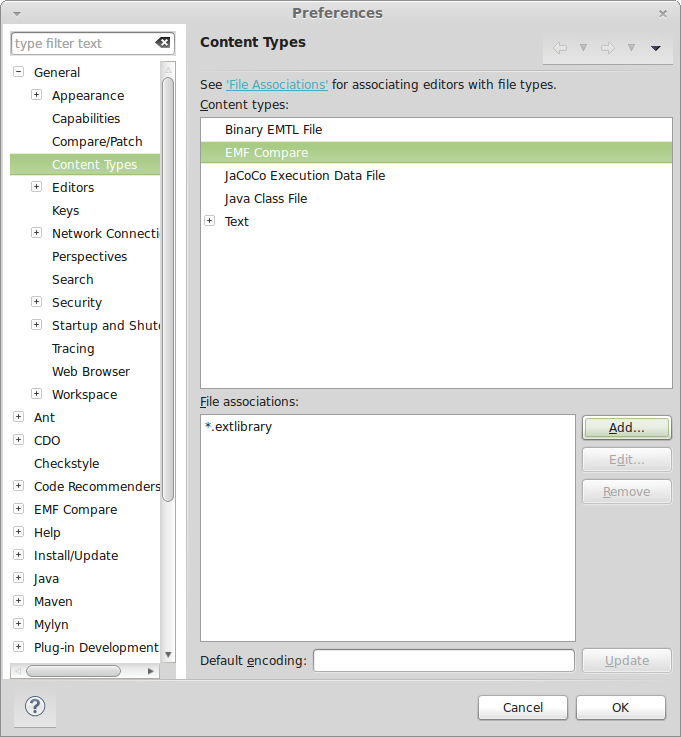 Preferences
type filter text
General
Appearance
Capabilities
Compare/Patch
Content Types
Editors
Keys
Network Connecti
Perspectives
Search
Security
Startup and Shut
Tracing
Web Browser
Workspace
Ant
CDO
Checkstyle
Code Recommenders
EMF Compare
Help
Install/Update
Java
Maven
Mylyn
Plug-in Development
Content Types
See 'File Associations' for associating editors with file types.
Content types:
Binary EMTL File
EMF Compare
JaCoCo Execution Data File
Java Class File
Text
File associations:
*.extlibrary
Add...
Edit...
Remove
Default encoding:
Update
?
Cancel
OK